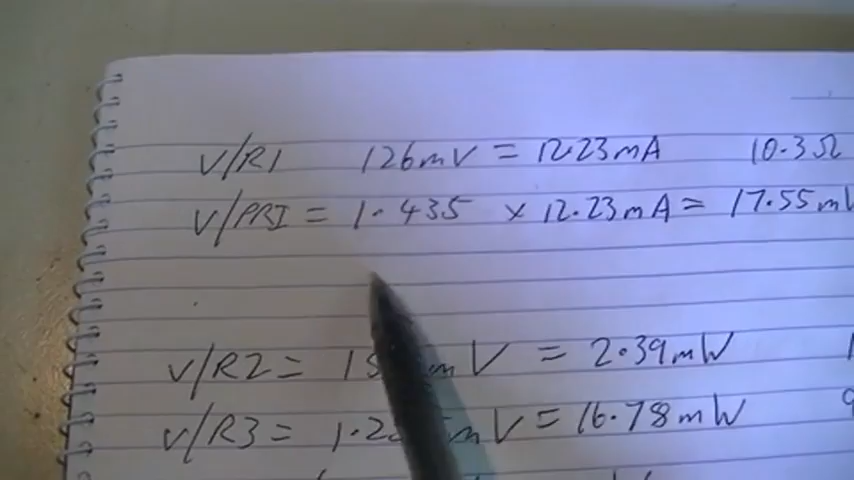 V/R1 126mV = 12.23mA 10.3Ω
V/PRI = 1.435 × 12.23mA = 17.55m
V/R2 = mV = 2.39mW
V/R3 = mV = 16.78mW